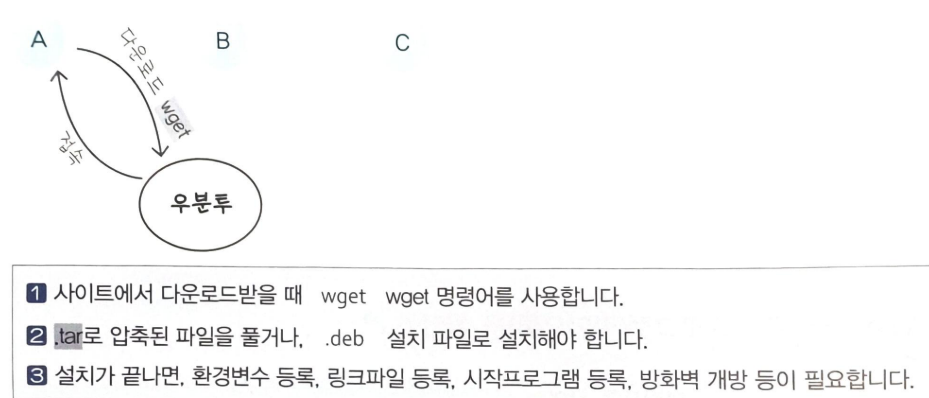 A
B
C
다운로드 wget
접속
우분투
1 사이트에서 다운로드받을 때 wget wget 명령어를 사용합니다.
2 .tar로 압축된 파일을 풀거나, .deb 설치 파일로 설치해야 합니다.
3 설치가 끝나면, 환경변수 등록, 링크파일 등록, 시작프로그램 등록, 방화벽 개방 등이 필요합니다.